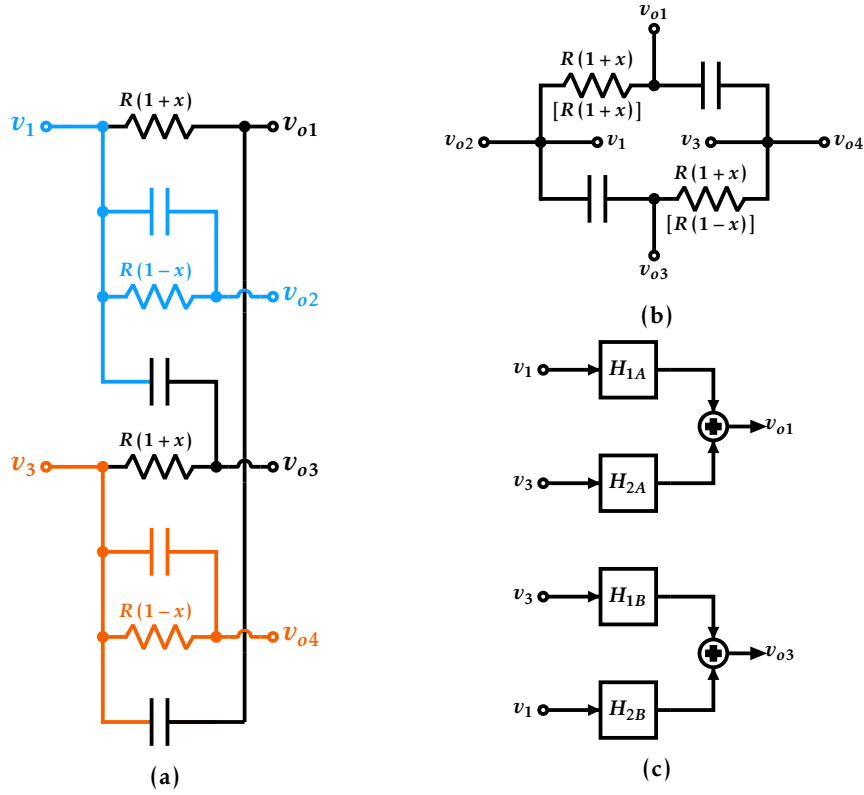 R(1+x)
v1
vo1
R(1−x)
vo2
R(1+x)
v3
vo3
R(1−x)
vo4
(a)
vo1
R(1+x)
[R(1+x)]
vo2
v1
v3
vo4
R(1+x)
[R(1−x)]
vo3
(b)
v1
H1A
vo1
v3
H2A
v3
H1B
vo3
v1
H2B
(c)